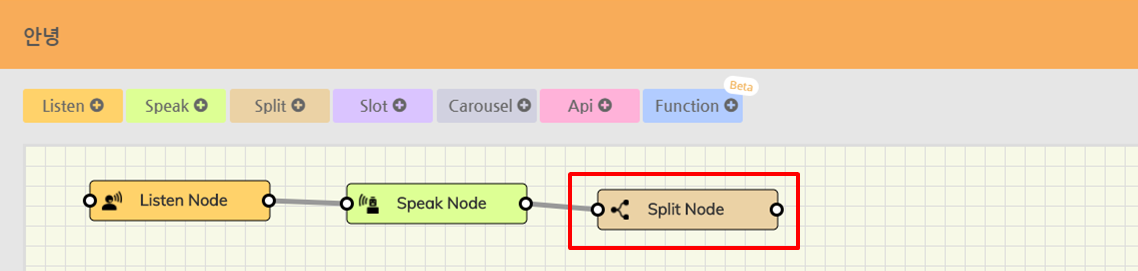 안녕
Beta
Listen Speak Split Slot Carousel Api Function
Listen Node Speak Node Split Node